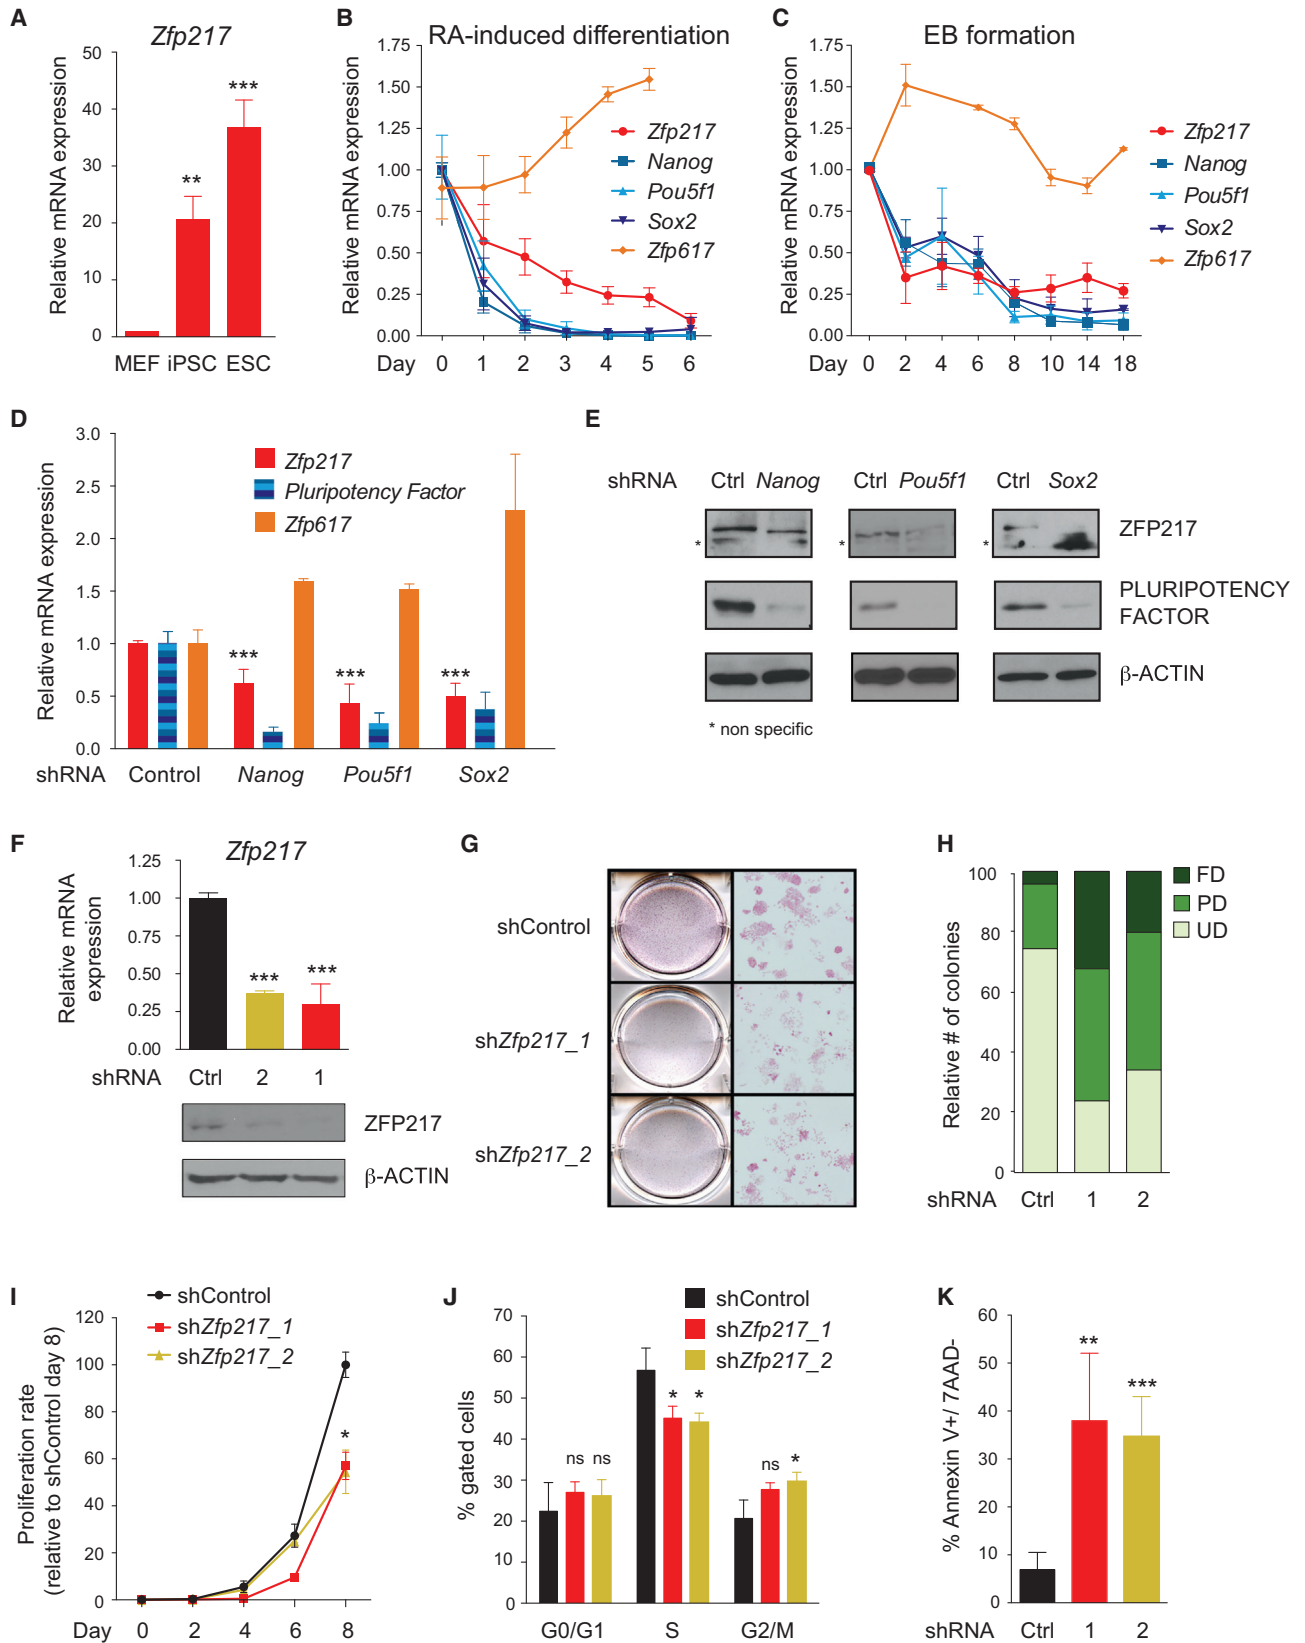 A
Zfp217
Relative mRNA expression
50
40
30
20
10
0
**
***
MEF iPSC ESC
B
RA-induced differentiation
Relative mRNA expression
1.75
1.50
1.25
1.00
0.75
0.50
0.25
0.00
Day 0 1 2 3 4 5 6
Zfp217
Nanog
Pou5f1
Sox2
Zfp617
C
EB formation
Relative mRNA expression
1.75
1.50
1.25
1.00
0.75
0.50
0.25
0.00
Day 0 2 4 6 8 10 14 18
Zfp217
Nanog
Pou5f1
Sox2
Zfp617
D
Relative mRNA expression
3.0
2.5
2.0
1.5
1.0
0.5
0.0
Zfp217
Pluripotency Factor
Zfp617
*** *** ***
shRNA Control Nanog Pou5f1 Sox2
E
shRNA Ctrl Nanog Ctrl Pou5f1 Ctrl Sox2
* * * ZFP217
PLURIPOTENCY
FACTOR
β-ACTIN
* non specific
F
Zfp217
Relative mRNA
expression
1.25
1.00
0.75
0.50
0.25
0.00
*** ***
shRNA Ctrl 2 1
ZFP217
β-ACTIN
G
shControl
shZfp217_1
shZfp217_2
H
Relative # of colonies
100
80
60
40
20
0
FD
PD
UD
shRNA Ctrl 1 2
I
Proliferation rate
(relative to shControl day 8)
120
100
80
60
40
20
0
shControl
shZfp217_1
shZfp217_2
*
Day 0 2 4 6 8
J
% gated cells
70
60
50
40
30
20
10
0
shControl
shZfp217_1
shZfp217_2
ns ns * * ns *
G0/G1 S G2/M
K
% Annexin V+/ 7AAD-
60
50
40
30
20
10
0
** ***
shRNA Ctrl 1 2